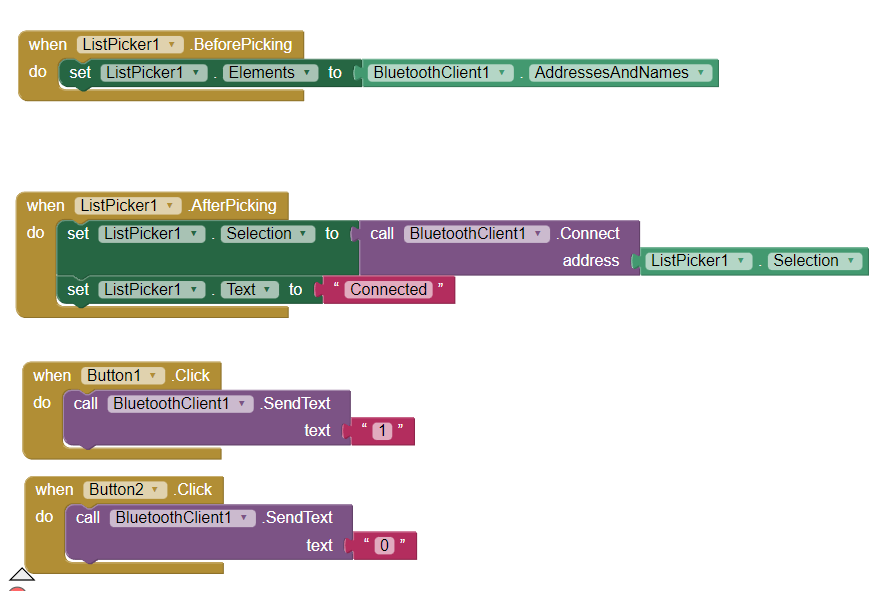 when ListPicker1 .BeforePicking
do set ListPicker1 . Elements to BluetoothClient1 . AddressesAndNames
when ListPicker1 .AfterPicking
do set ListPicker1 . Selection to call BluetoothClient1 .Connect
address ListPicker1 . Selection
set ListPicker1 . Text to “ Connected ”
when Button1 .Click
do call BluetoothClient1 .SendText
text “ 1 ”
when Button2 .Click
do call BluetoothClient1 .SendText
text “ 0 ”